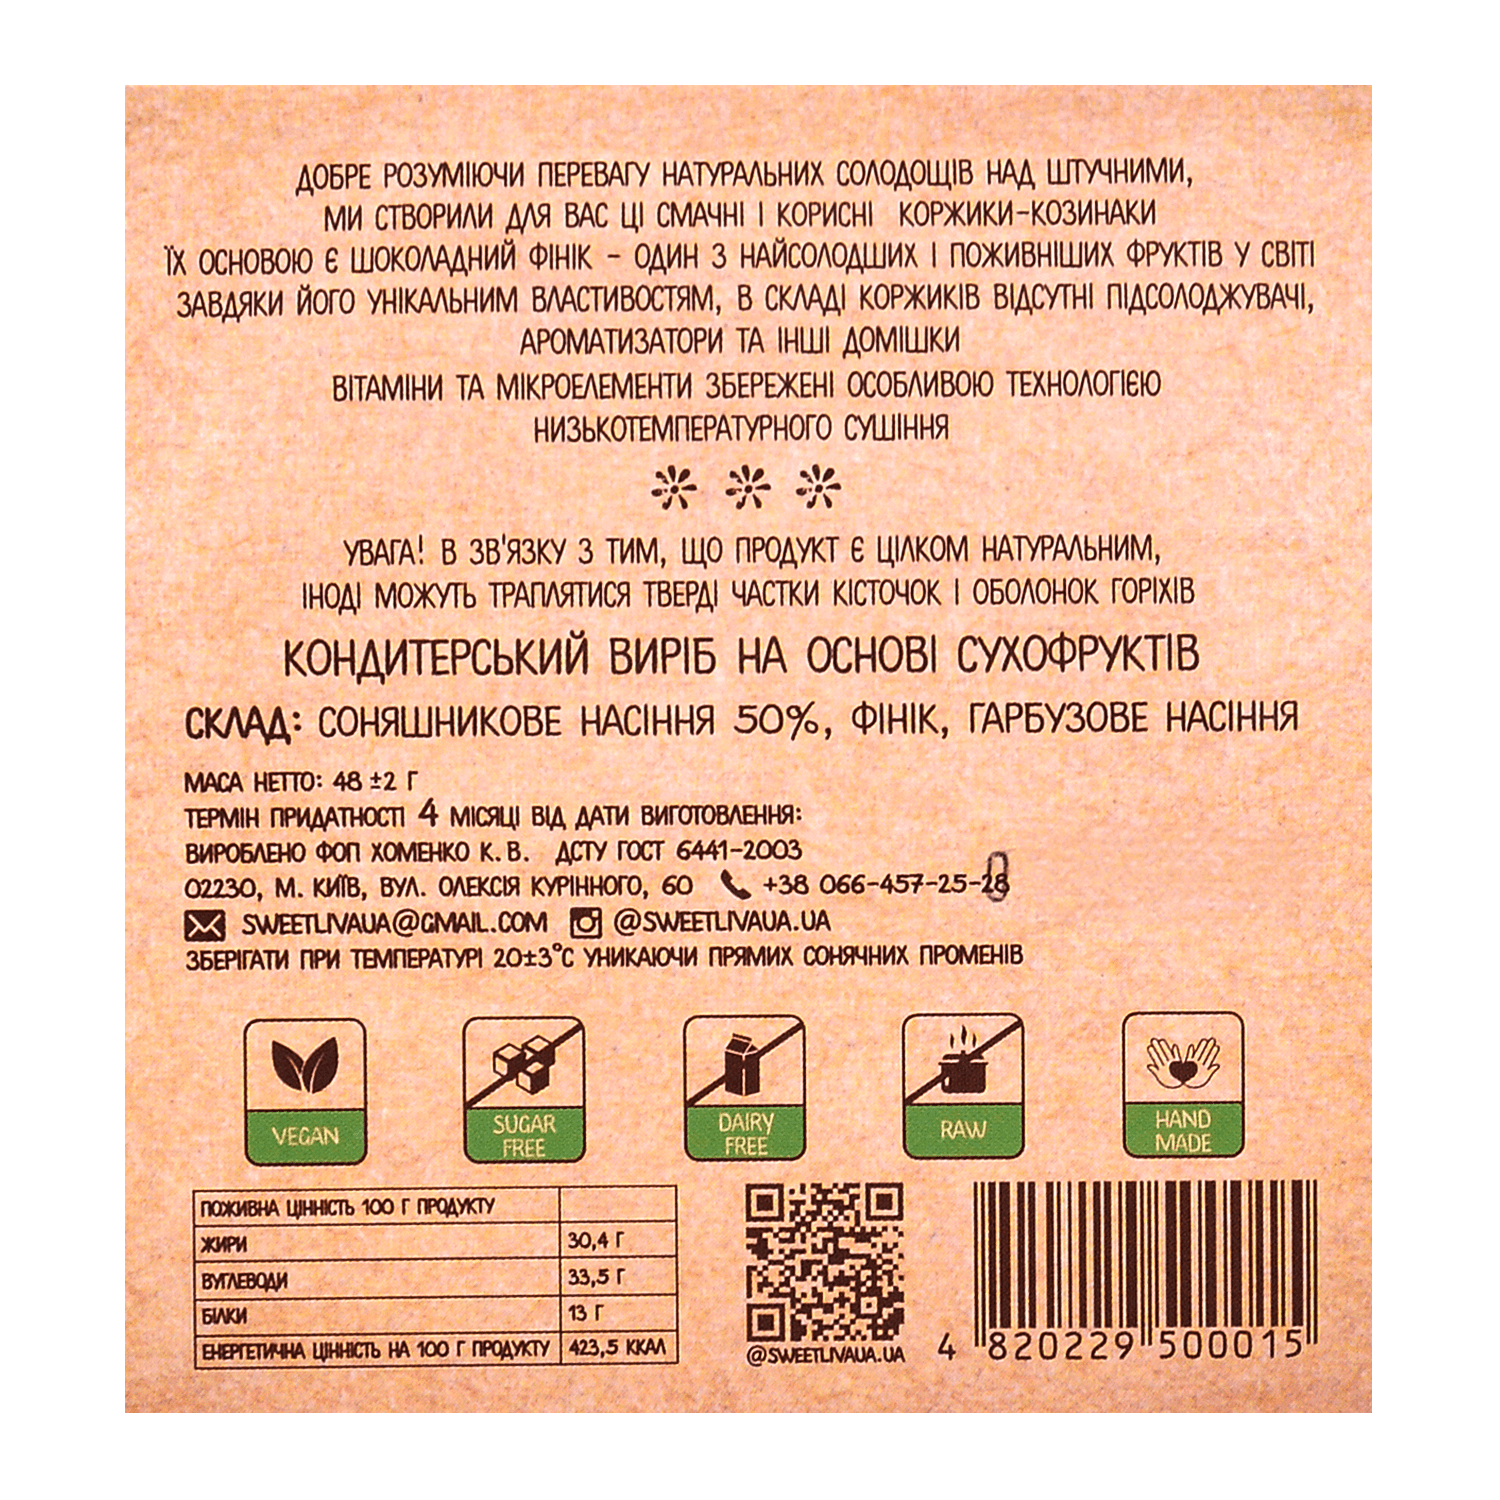 ДОБРЕ РОЗУМІЮЧИ ПЕРЕВАГУ НАТУРАЛЬНИХ СОЛОДОЩІВ НАД ШТУЧНИМИ,
МИ СТВОРИЛИ ДЛЯ ВАС ЦІ СМАЧНІ І КОРИСНІ КОРЖИКИ-КОЗИНАКИ
ЇХ ОСНОВОЮ Є ШОКОЛАДНИЙ ФІНІК - ОДИН З НАЙСОЛОДШИХ І ПОЖИВНІШИХ ФРУКТІВ У СВІТІ
ЗАВДЯКИ ЙОГО УНІКАЛЬНИМ ВЛАСТИВОСТЯМ, В СКЛАДІ КОРЖИКІВ ВІДСУТНІ ПІДСОЛОДЖУВАЧІ,
АРОМАТИЗАТОРИ ТА ІНШІ ДОМІШКИ
ВІТАМІНИ ТА МІКРОЕЛЕМЕНТИ ЗБЕРЕЖЕНІ ОСОБЛИВОЮ ТЕХНОЛОГІЄЮ
НИЗЬКОТЕМПЕРАТУРНОГО СУШІННЯ
УВАГА! В ЗВ'ЯЗКУ З ТИМ, ЩО ПРОДУКТ Є ЦІЛКОМ НАТУРАЛЬНИМ,
ІНОДІ МОЖУТЬ ТРАПЛЯТИСЯ ТВЕРДІ ЧАСТКИ КІСТОЧОК І ОБОЛОНОК ГОРІХІВ
КОНДИТЕРСЬКИЙ ВИРІБ НА ОСНОВІ СУХОФРУКТІВ
СКЛАД: СОНЯШНИКОВЕ НАСІННЯ 50%, ФІНІК, ГАРБУЗОВЕ НАСІННЯ
МАСА НЕТТО: 48 ±2 Г
ТЕРМІН ПРИДАТНОСТІ 4 МІСЯЦІ ВІД ДАТИ ВИГОТОВЛЕННЯ:
ВИРОБЛЕНО ФОП ХОМЕНКО К. В. ДСТУ ГОСТ 6441-2003
02230, М. КИЇВ, ВУЛ. ОЛЕКСІЯ КУРІННОГО, 60 +38 066-457-25-28
SWEETLIVAUA@GMAIL.COM @SWEETLIVAUA.UA
ЗБЕРІГАТИ ПРИ ТЕМПЕРАТУРІ 20±3°С УНИКАЮЧИ ПРЯМИХ СОНЯЧНИХ ПРОМЕНІВ
VEGAN
SUGAR
FREE
DAIRY
FREE
RAW
HAND
MADE
ПОЖИВНА ЦІННІСТЬ 100 Г ПРОДУКТУ
ЖИРИ 30,4 Г
ВУГЛЕВОДИ 33,5 Г
БІЛКИ 13 Г
ЕНЕРГЕТИЧНА ЦІННІСТЬ НА 100 Г ПРОДУКТУ 423,5 ККАЛ
@SWEETLIVAUA.UA
4 820229 500015